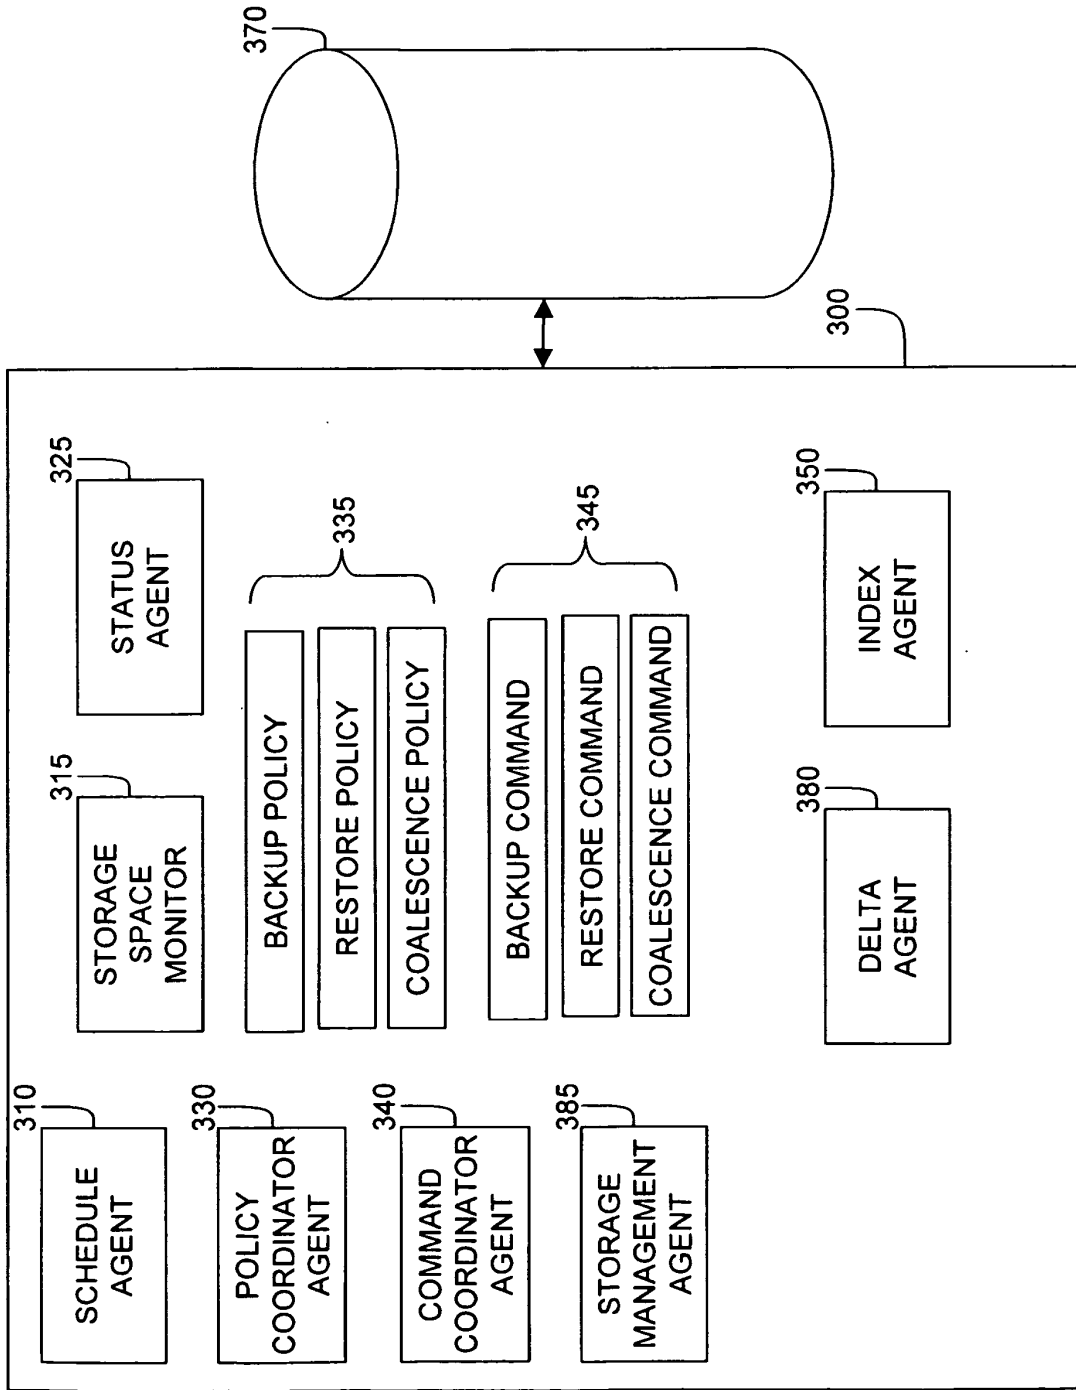 310
SCHEDULE
AGENT
315
STORAGE
SPACE
MONITOR
325
STATUS
AGENT
330
POLICY
COORDINATOR
AGENT
BACKUP POLICY
RESTORE POLICY
COALESCENCE POLICY
335
340
COMMAND
COORDINATOR
AGENT
BACKUP COMMAND
RESTORE COMMAND
COALESCENCE COMMAND
345
385
STORAGE
MANAGEMENT
AGENT
380
DELTA
AGENT
350
INDEX
AGENT
300
370